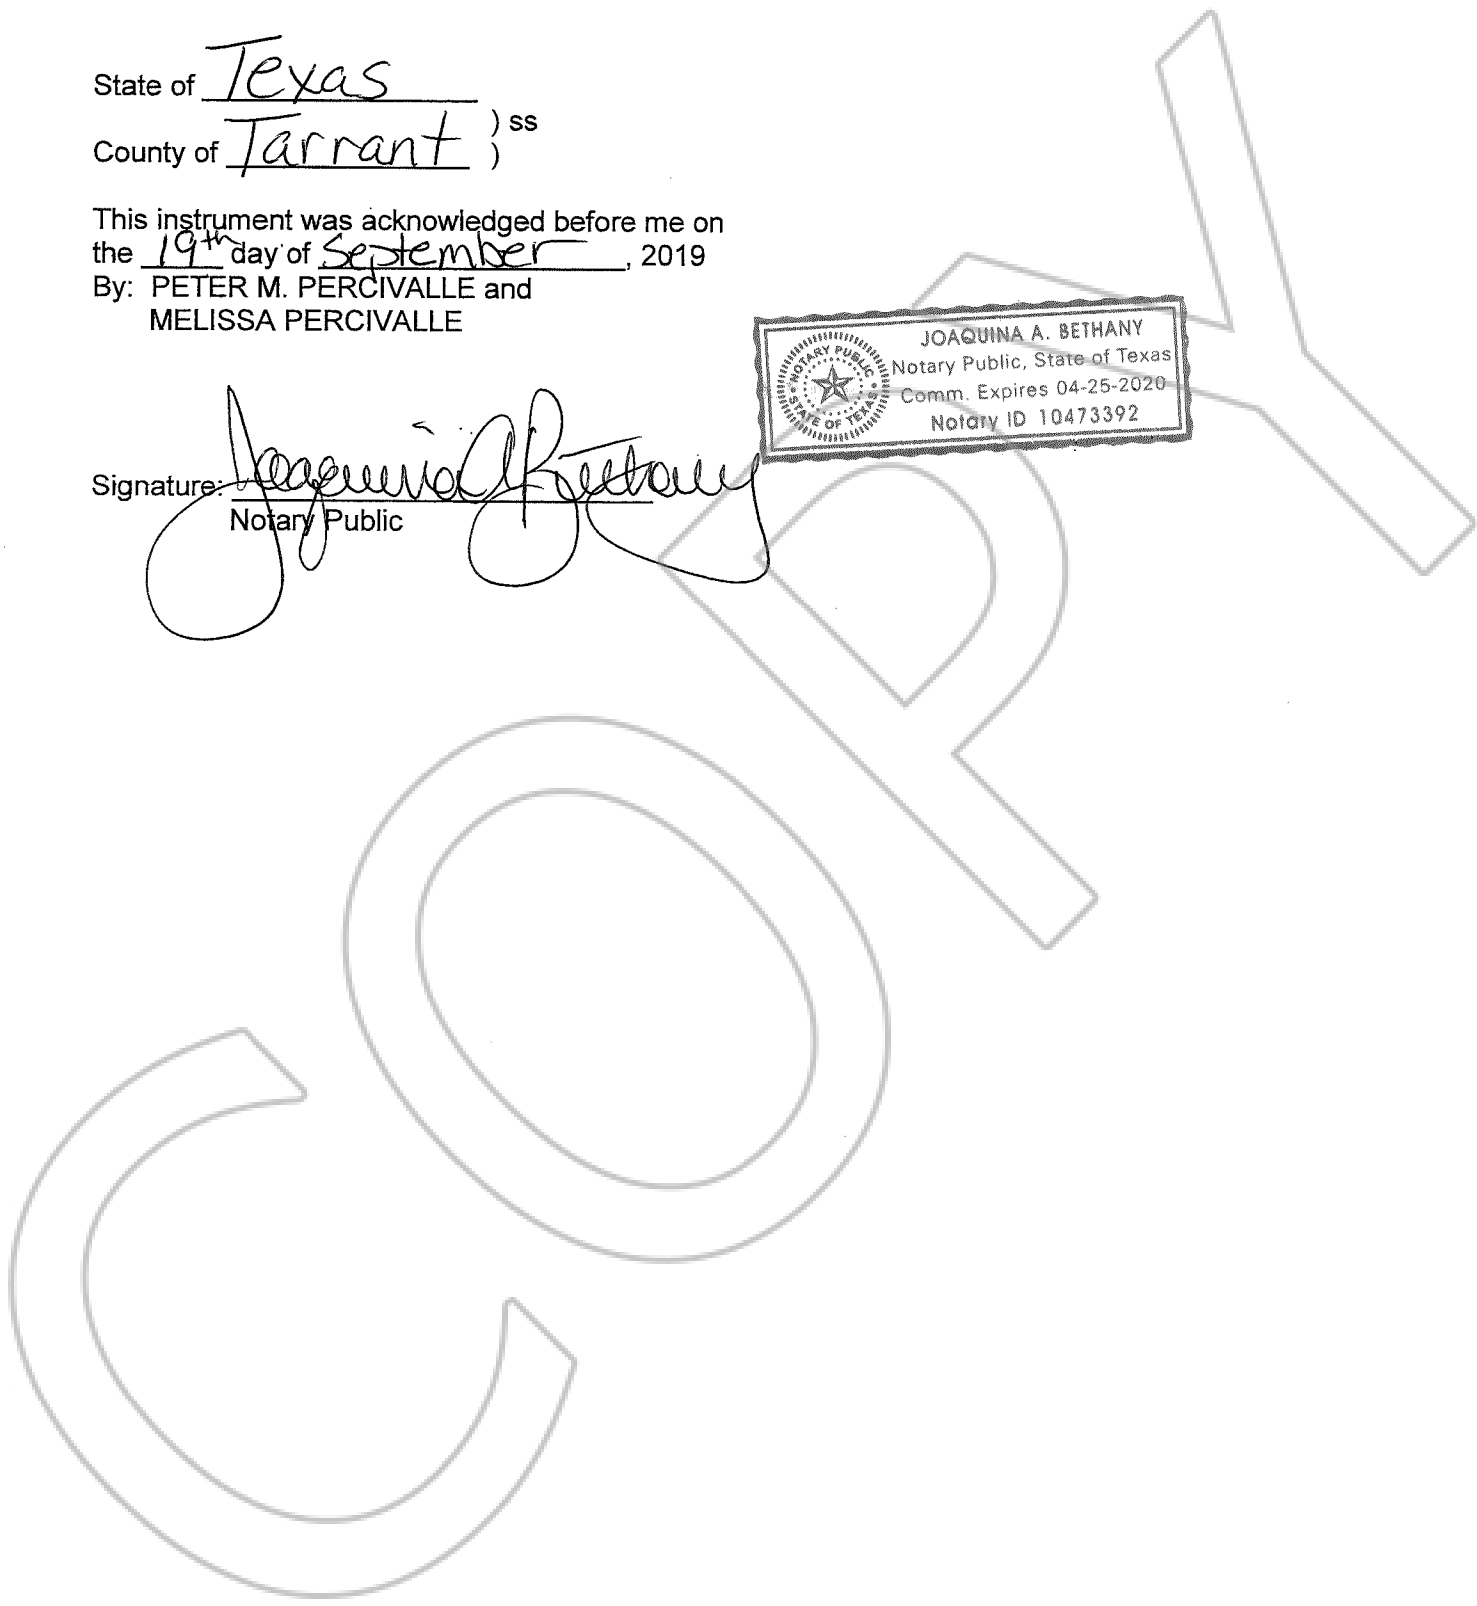 State of Texas
) ss
County of Tarrant )
This instrument was acknowledged before me on
the 19th day of September, 2019
By: PETER M. PERCIVALLE and
MELISSA PERCIVALLE
JOAQUINA A. BETHANY
Notary Public, State of Texas
Comm. Expires 04-25-2020
Notary ID 10473392
NOTARY PUBLIC
STATE OF TEXAS
Signature: Joaquina A Bethany
Notary Public
COPY